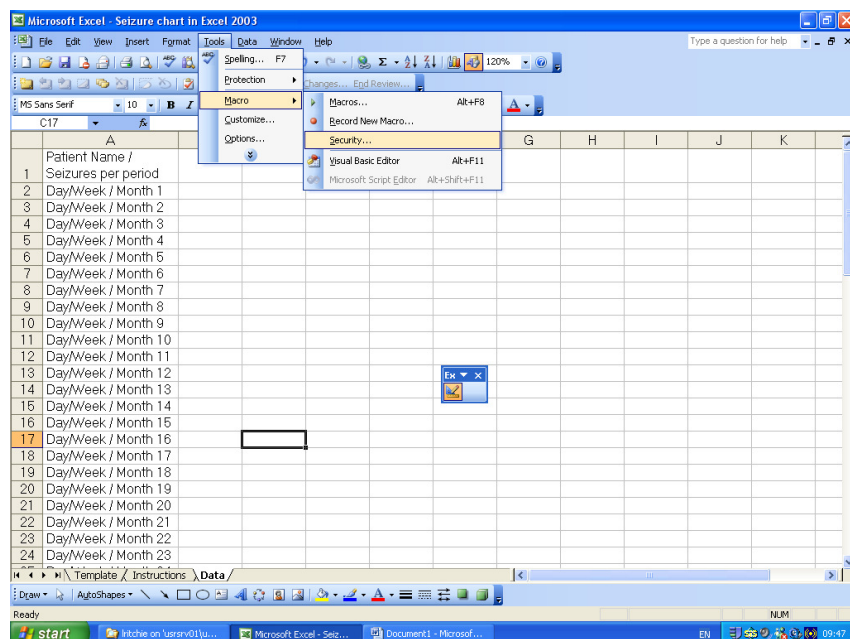 Microsoft Excel - Seizure chart in Excel 2003
File Edit View Insert Format Tools Data Window Help
Type a question for help
120%
Spelling... F7
Protection
Macro
Customize...
Options...
Changes... End Review...
Macros... Alt+F8
Record New Macro...
Security...
Visual Basic Editor Alt+F11
Microsoft Script Editor Alt+Shift+F11
MS Sans Serif 10 B I
C17 fx
A G H I J K
1 Patient Name /
Seizures per period
2 Day/Week / Month 1
3 Day/Week / Month 2
4 Day/Week / Month 3
5 Day/Week / Month 4
6 Day/Week / Month 5
7 Day/Week / Month 6
8 Day/Week / Month 7
9 Day/Week / Month 8
10 Day/Week / Month 9
11 Day/Week / Month 10
12 Day/Week / Month 11
13 Day/Week / Month 12
14 Day/Week / Month 13
15 Day/Week / Month 14
16 Day/Week / Month 15
17 Day/Week / Month 16
18 Day/Week / Month 17
19 Day/Week / Month 18
20 Day/Week / Month 19
21 Day/Week / Month 20
22 Day/Week / Month 21
23 Day/Week / Month 22
24 Day/Week / Month 23
Ex
Template Instructions Data
Draw AutoShapes
Ready NUM
start lritchie on 'usrsrv01\u... Microsoft Excel - Seiz... Document1 - Microsof... EN 09:47